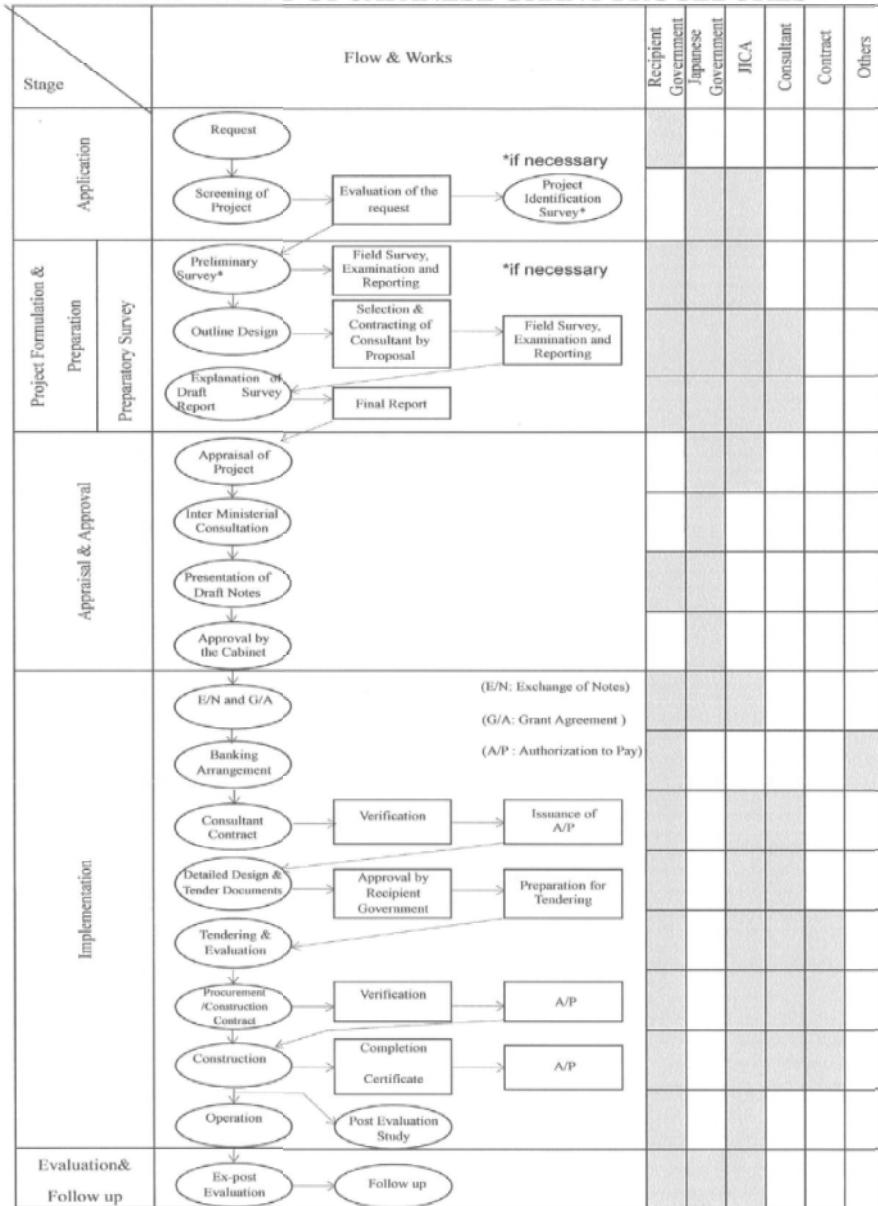 Stage
Flow & Works
Recipient
Government
Japanese
Government
JICA
Consultant
Contract
Others
Application
Request
*if necessary
Screening of
Project
Evaluation of the
request
Project
Identification
Survey*
Project Formulation &
Preparation
Preparatory Survey
Preliminary
Survey*
Field Survey,
Examination and
Reporting
*if necessary
Outline Design
Selection &
Contracting of
Consultant by
Proposal
Field Survey,
Examination and
Reporting
Explanation of
Draft Survey
Report
Final Report
Appraisal & Approval
Appraisal of
Project
Inter Ministerial
Consultation
Presentation of
Draft Notes
Approval by
the Cabinet
Implementation
E/N and G/A
(E/N: Exchange of Notes)
(G/A: Grant Agreement )
(A/P : Authorization to Pay)
Banking
Arrangement
Consultant
Contract
Verification
Issuance of
A/P
Detailed Design &
Tender Documents
Approval by
Recipient
Government
Preparation for
Tendering
Tendering &
Evaluation
Procurement
/Construction
Contract
Verification
A/P
Construction
Completion
Certificate
A/P
Operation
Post Evaluation
Study
Evaluation&
Follow up
Ex-post
Evaluation
Follow up